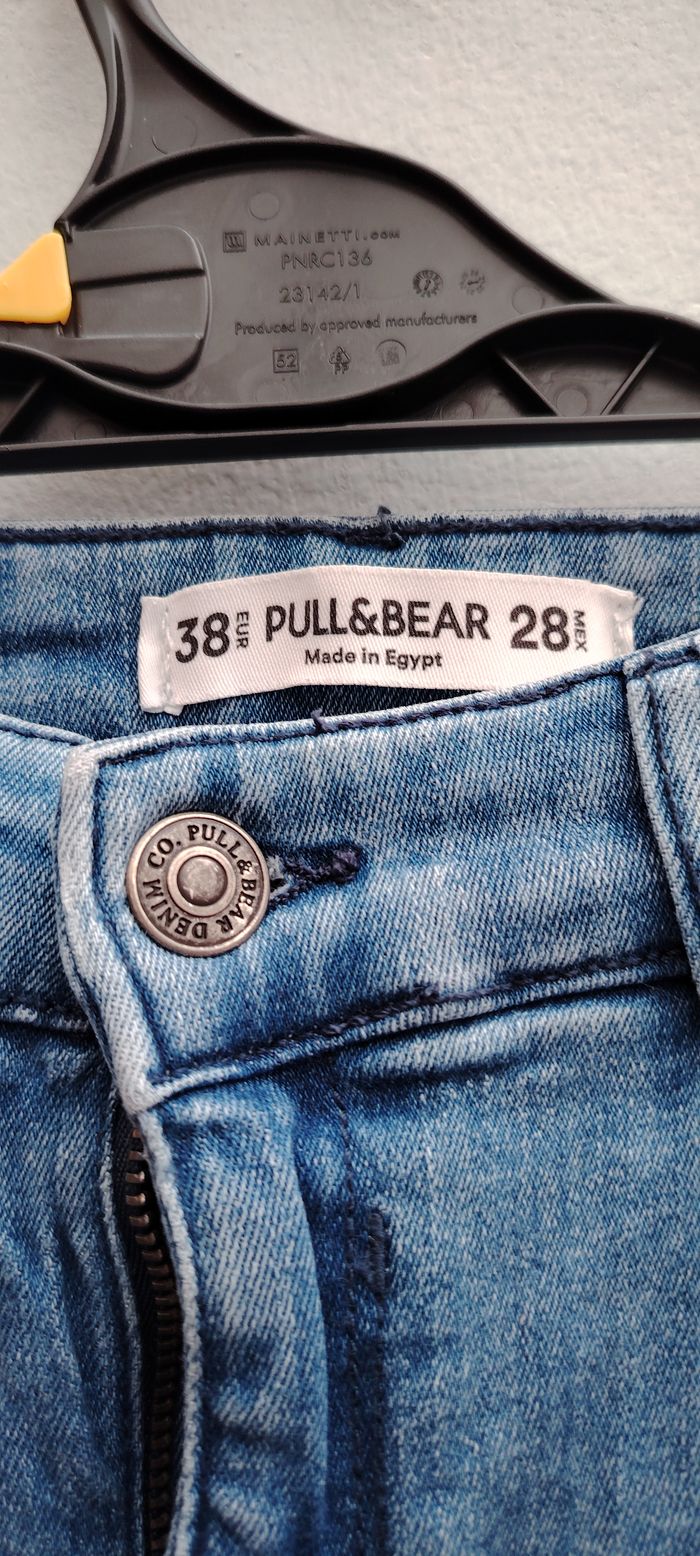 MAINETTI.com
PNRC136
23142/1
Produced by approved manufacturers
52
PP
38 EUR PULL&BEAR 28 MEX
Made in Egypt
CO. PULL & BEAR DENIM